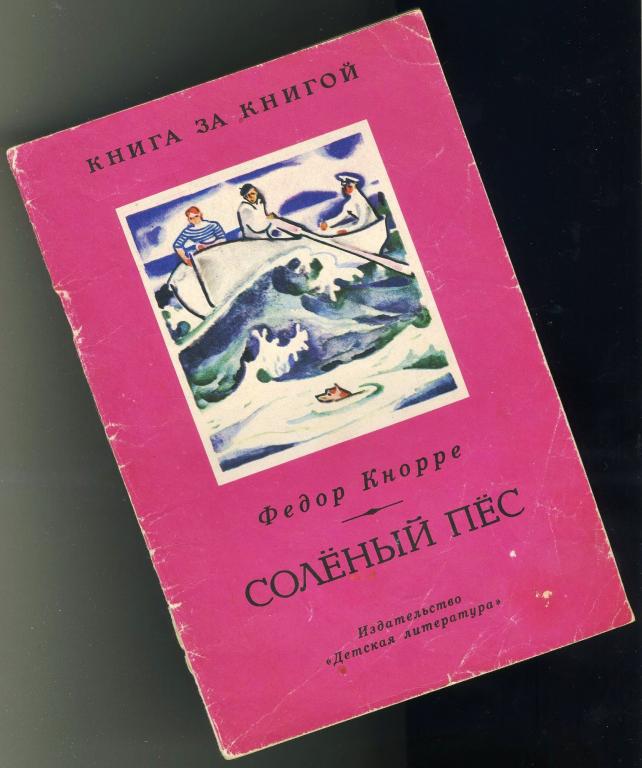 КНИГА ЗА КНИГОЙ
Федор Кнорре
СОЛЁНЫЙ ПЁС
Издательство
«Детская литература»